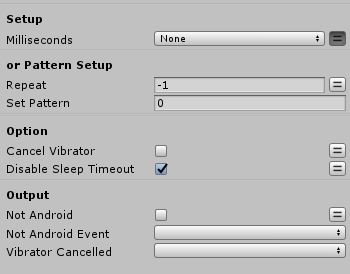 Setup
Milliseconds None
or Pattern Setup
Repeat -1
Set Pattern 0
Option
Cancel Vibrator
Disable Sleep Timeout
Output
Not Android
Not Android Event
Vibrator Cancelled